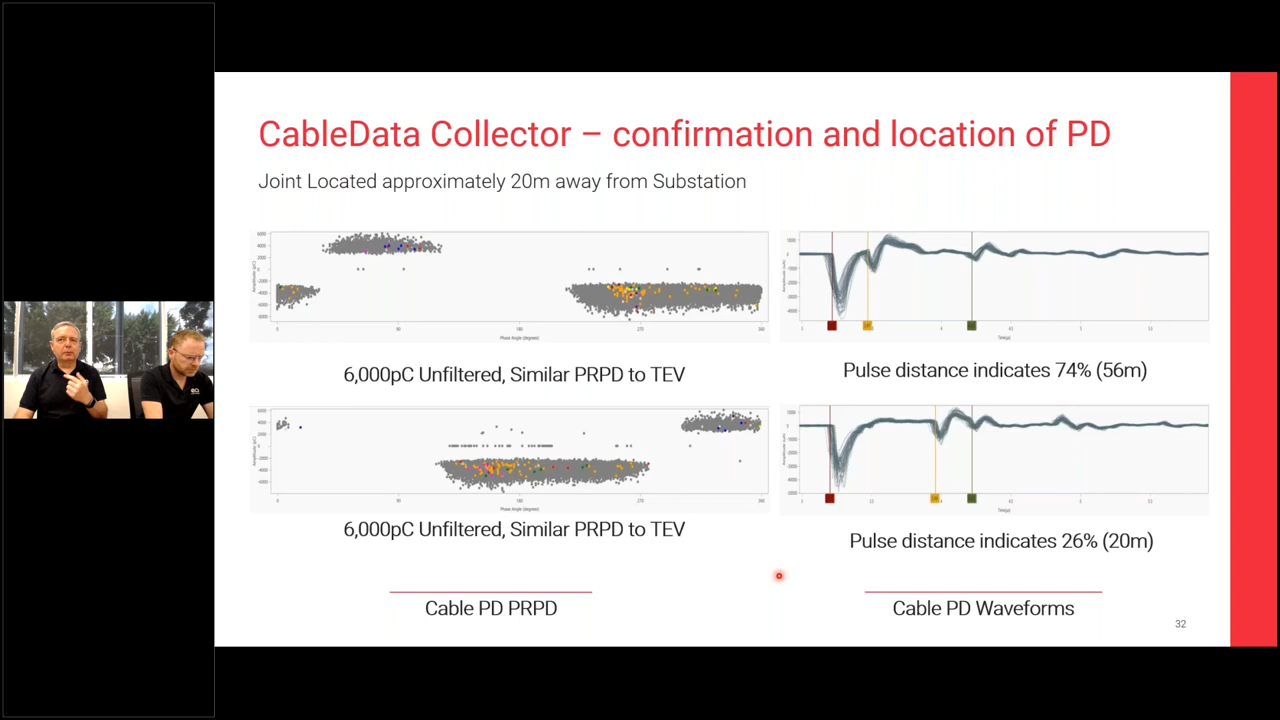 CableData Collector – confirmation and location of PD
Joint Located approximately 20m away from Substation
6,000pC Unfiltered, Similar PRPD to TEV
Pulse distance indicates 74% (56m)
6,000pC Unfiltered, Similar PRPD to TEV
Pulse distance indicates 26% (20m)
Cable PD PRPD
Cable PD Waveforms
32